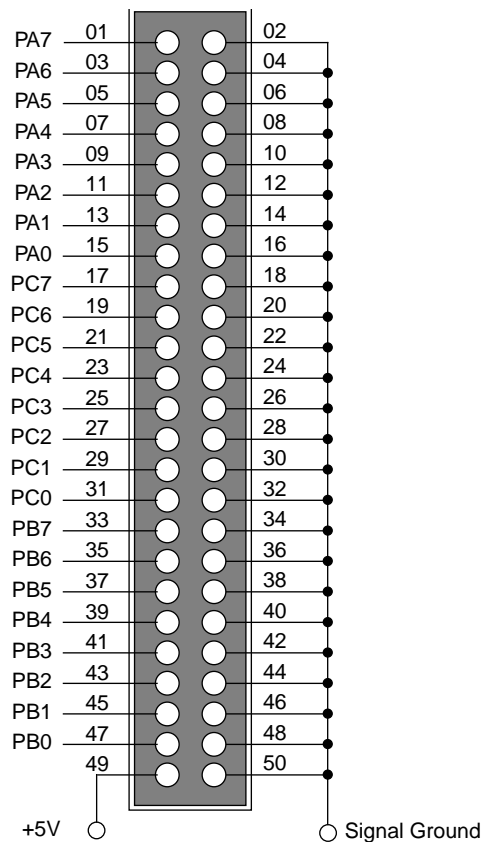 PA7 01 02
PA6 03 04
PA5 05 06
PA4 07 08
PA3 09 10
PA2 11 12
PA1 13 14
PA0 15 16
PC7 17 18
PC6 19 20
PC5 21 22
PC4 23 24
PC3 25 26
PC2 27 28
PC1 29 30
PC0 31 32
PB7 33 34
PB6 35 36
PB5 37 38
PB4 39 40
PB3 41 42
PB2 43 44
PB1 45 46
PB0 47 48
49 50
+5V Signal Ground